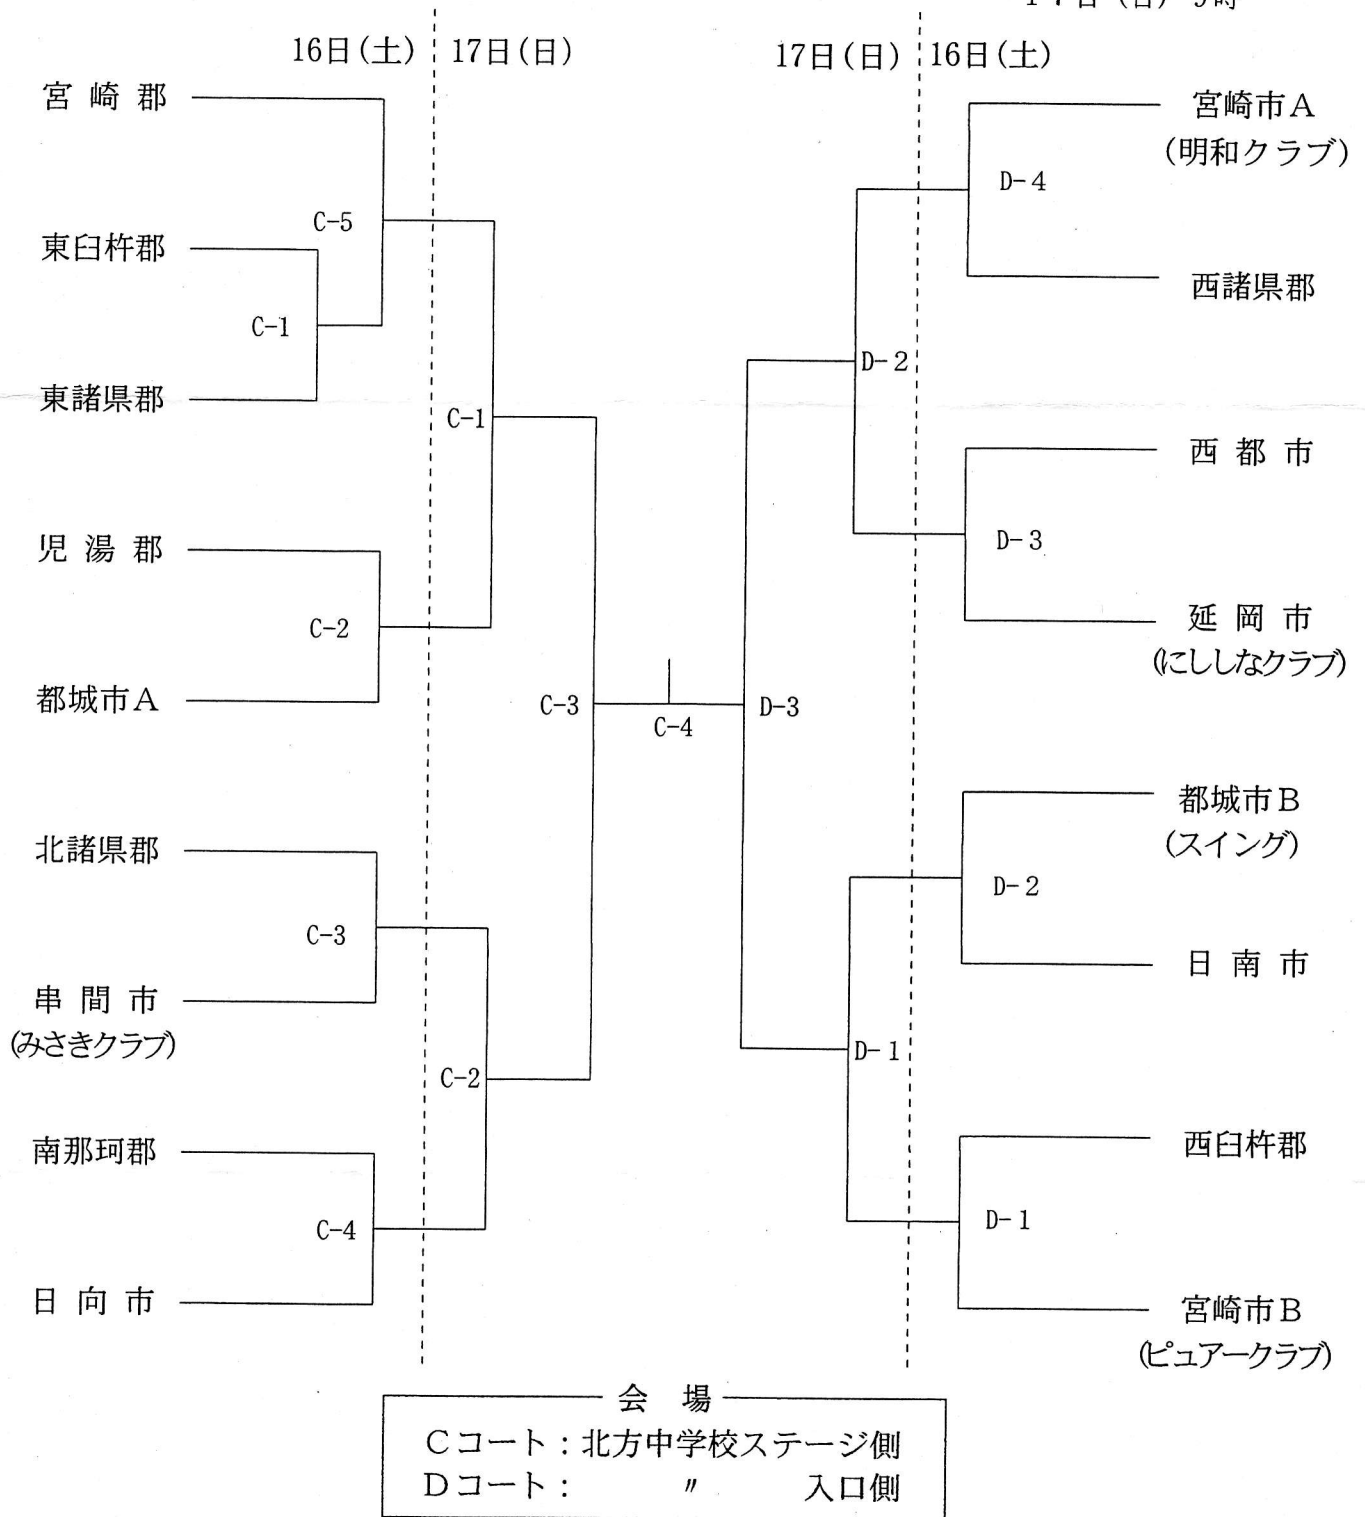 17日(日) 9時
16日(土) 17日(日)
17日(日) 16日(土)
宮崎郡
C-5
東臼杵郡
C-1
東諸県郡
C-1
児湯郡
C-2
都城市A
C-3
北諸県郡
C-3
串間市
(みさきクラブ)
C-2
南那珂郡
C-4
日向市
C-4
宮崎市A
(明和クラブ)
D-4
西諸県郡
D-2
西都市
D-3
延岡市
(にししなクラブ)
D-3
都城市B
(スイング)
D-2
日南市
D-1
西臼杵郡
D-1
宮崎市B
(ピュアークラブ)
会場
Cコート:北方中学校ステージ側
Dコート: 〃 入口側